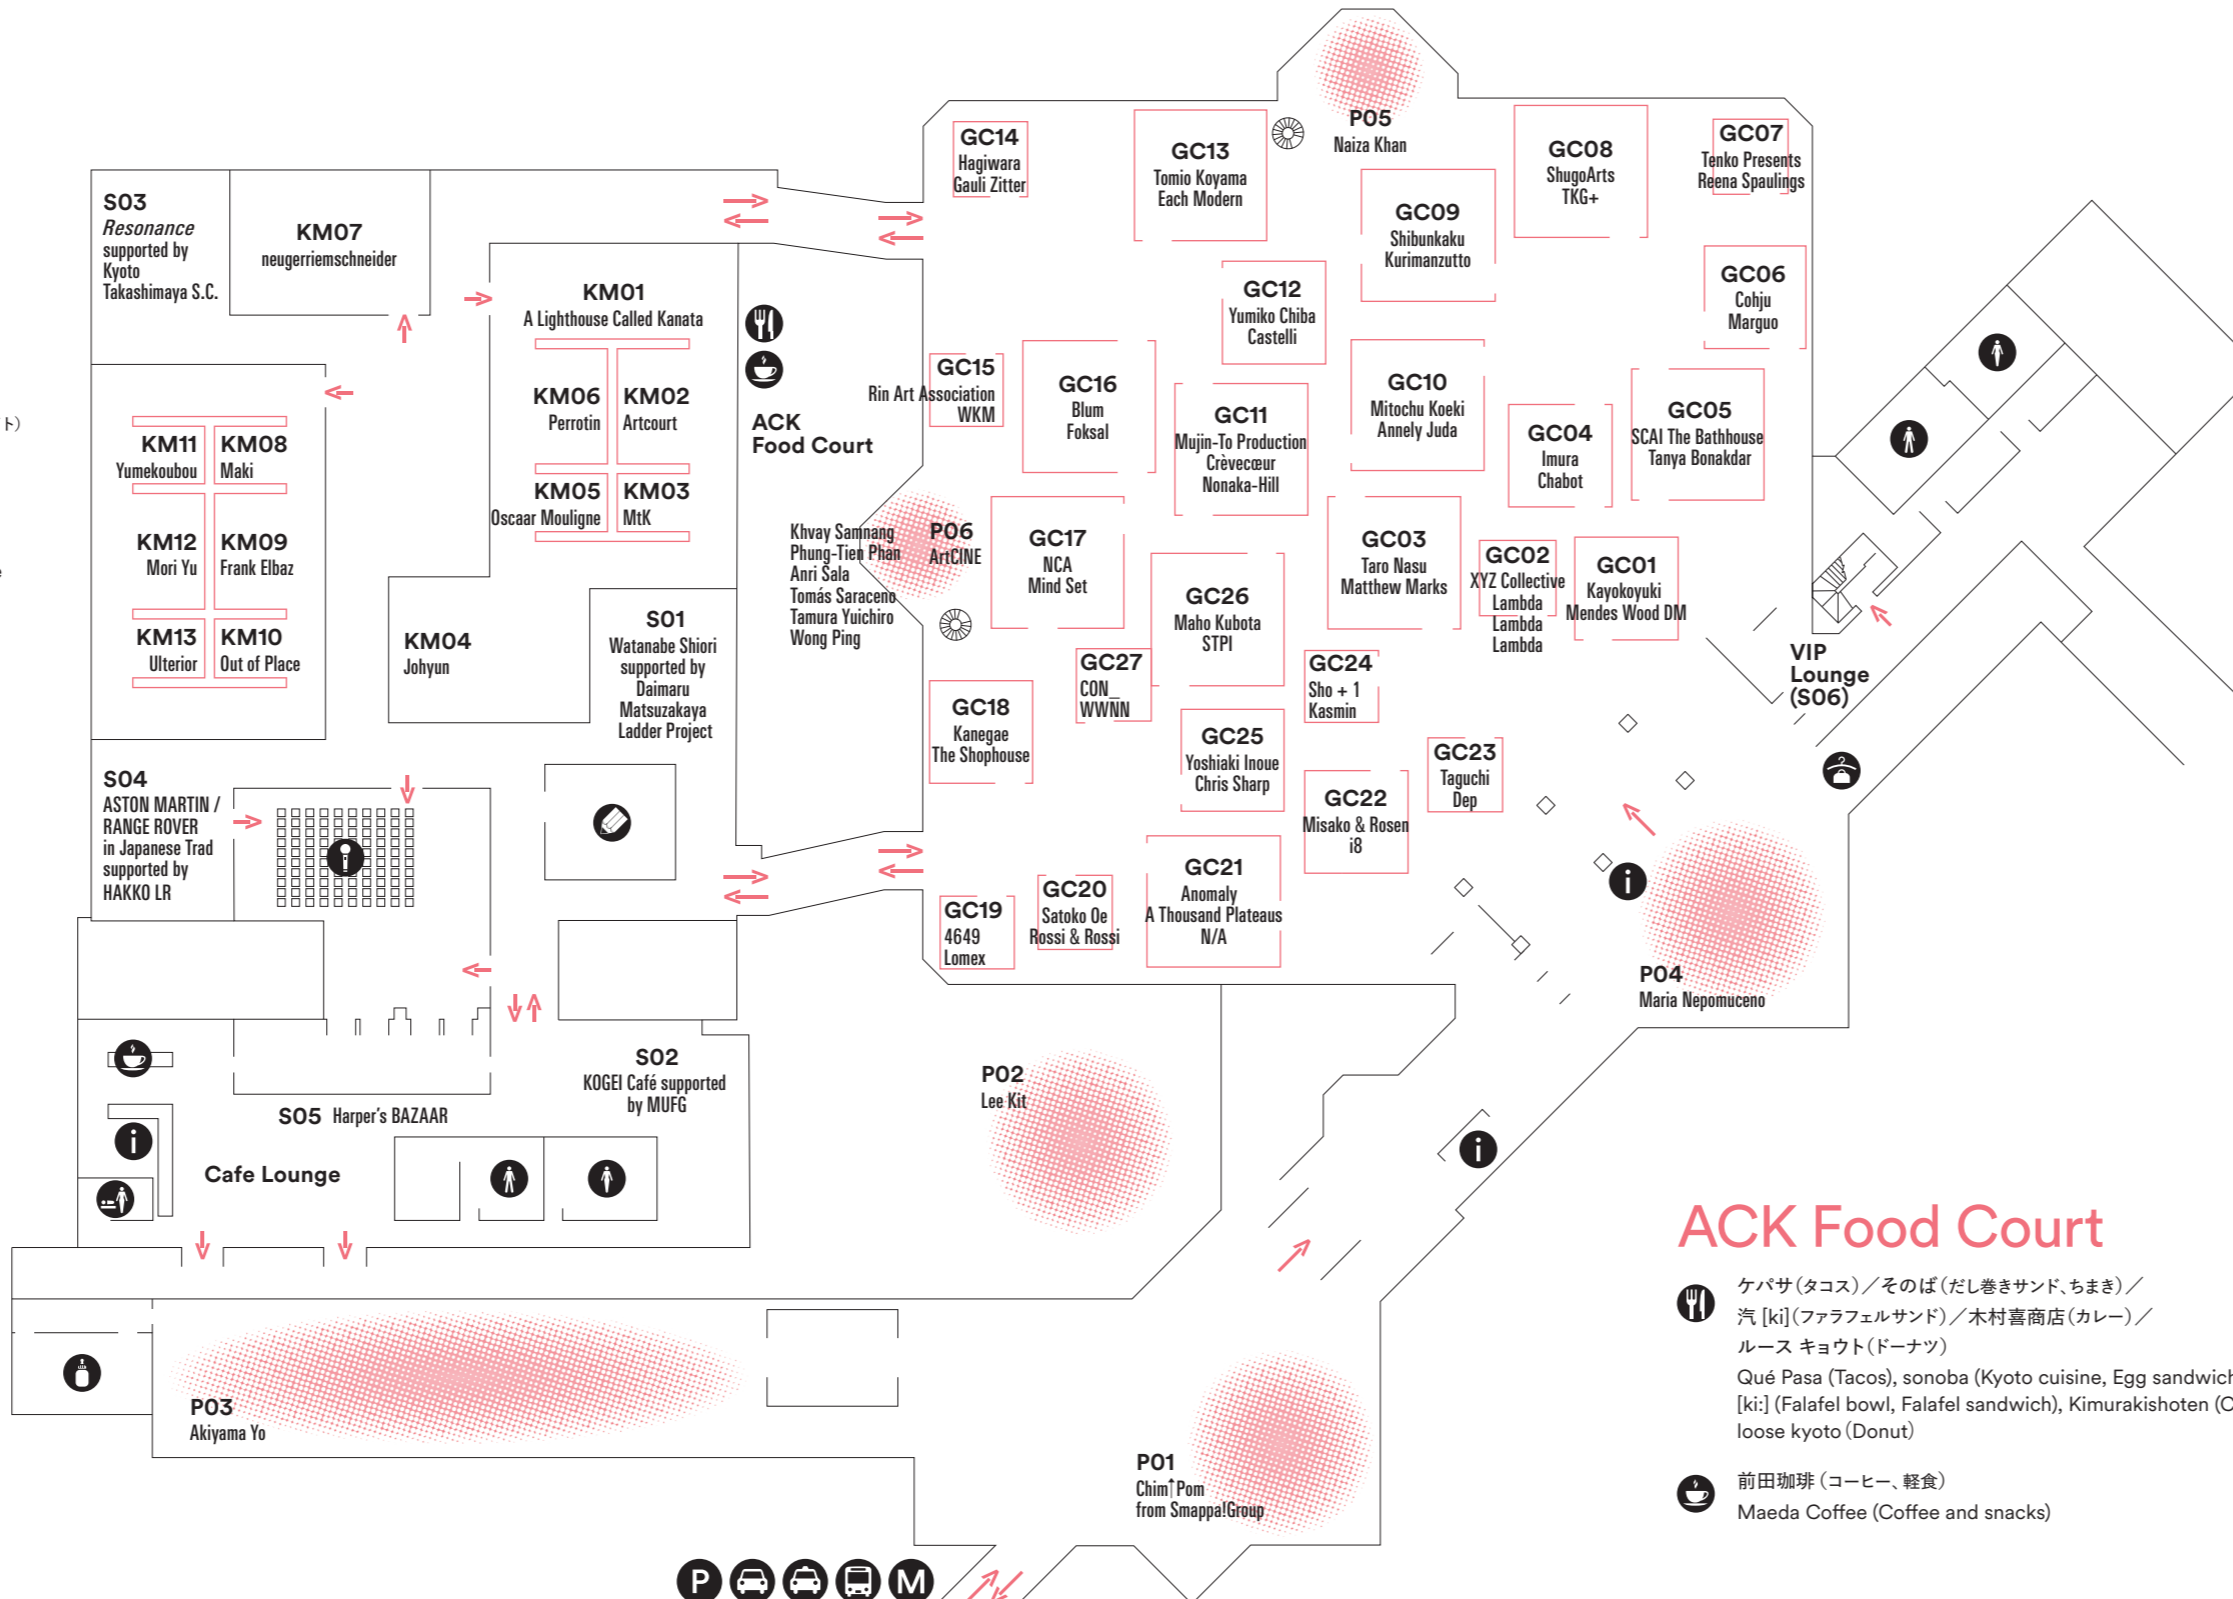 S03
Resonance
supported by
Kyoto
Takashimaya S.C.
KM07
neugerriemschneider
KM01
A Lighthouse Called Kanata
KM06
Perrotin
KM02
Artcourt
KM05
Oscaar Mouligne
KM03
MtK
ACK
Food Court
ト)
KM11
Yumekoubou
KM08
Maki
KM12
Mori Yu
KM09
Frank Elbaz
KM13
Ulterior
KM10
Out of Place
KM04
Johyun
S01
Watanabe Shiori
supported by
Daimaru
Matsuzakaya
Ladder Project
S04
ASTON MARTIN /
RANGE ROVER
in Japanese Trad
supported by
HAKKO LR
S02
KOGEI Café supported
by MUFG
S05 Harper's BAZAAR
Cafe Lounge
i
Khvay Samnang
Phung-Tien Phan
Anri Sala
Tomás Saraceno
Tamura Yuichiro
Wong Ping
P06
ArtCINE
GC14
Hagiwara
Gauli Zitter
GC13
Tomio Koyama
Each Modern
P05
Naiza Khan
GC08
ShugoArts
TKG+
GC07
Tenko Presents
Reena Spaulings
GC09
Shibunkaku
Kurimanzutto
GC12
Yumiko Chiba
Castelli
GC06
Cohju
Marguo
GC15
Rin Art Association
WKM
GC16
Blum
Foksal
GC11
Mujin-To Production
Crèvecœur
Nonaka-Hill
GC10
Mitochu Koeki
Annely Juda
GC04
Imura
Chabot
GC05
SCAI The Bathhouse
Tanya Bonakdar
GC17
NCA
Mind Set
GC26
Maho Kubota
STPI
GC03
Taro Nasu
Matthew Marks
GC02
XYZ Collective
Lambda
Lambda
Lambda
GC01
Kayokoyuki
Mendes Wood DM
GC27
CON_
WWNN
GC24
Sho + 1
Kasmin
GC18
Kanegae
The Shophouse
GC25
Yoshiaki Inoue
Chris Sharp
GC23
Taguchi
Dep
GC22
Misako & Rosen
i8
GC21
Anomaly
A Thousand Plateaus
N/A
GC20
Satoko Oe
Rossi & Rossi
GC19
4649
Lomex
VIP
Lounge
(S06)
i
P04
Maria Nepomuceno
P02
Lee Kit
i
P03
Akiyama Yo
P01
Chim↑Pom
from Smappa!Group
P
M
ACK Food Court
ケパサ(タコス)／そのば(だし巻きサンド、ちまき)／
汽 [ki](ファラフェルサンド)／木村喜商店(カレー)／
ルース キョウト(ドーナツ)
Qué Pasa (Tacos), sonoba (Kyoto cuisine, Egg sandwich
[ki:] (Falafel bowl, Falafel sandwich), Kimurakishoten (C
loose kyoto (Donut)
前田珈琲 (コーヒー、軽食)
Maeda Coffee (Coffee and snacks)